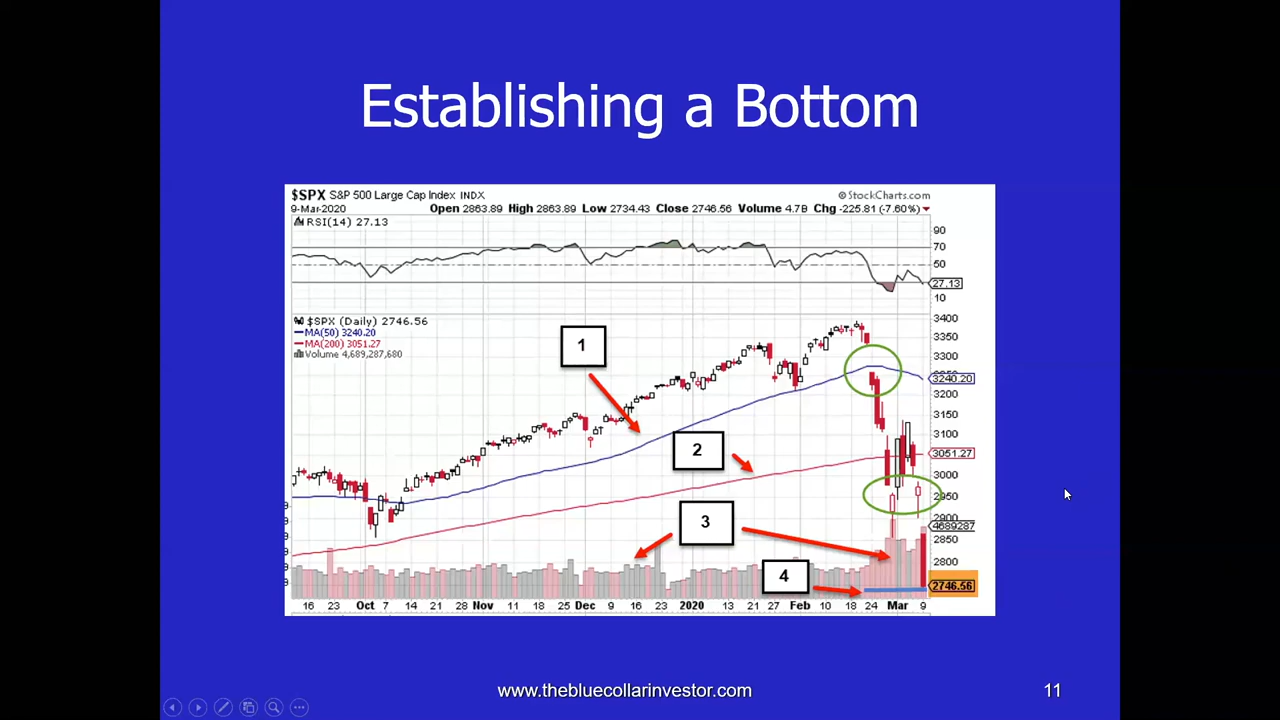 Establishing a Bottom
$SPX S&P 500 Large Cap Index INDX
© StockCharts.com
9-Mar-2020
Open 2863.89 High 2863.89 Low 2734.43 Close 2746.56 Volume 4.7B Chg -225.81 (-7.60%)
RSI(14) 27.13
90
70
50
27.13
10
$SPX (Daily) 2746.56
MA(50) 3240.20
MA(200) 3051.27
Volume 4,689,287,680
3400
3350
3300
3240.20
3200
3150
3100
3051.27
3000
2950
2900
4689287
2850
2800
2746.56
1
2
3
4
16 23 Oct 7 14 21 28 Nov 11 18 25 Dec 9 16 23 2020 13 21 27 Feb 10 18 24 Mar 9
www.thebluecollarinvestor.com
11